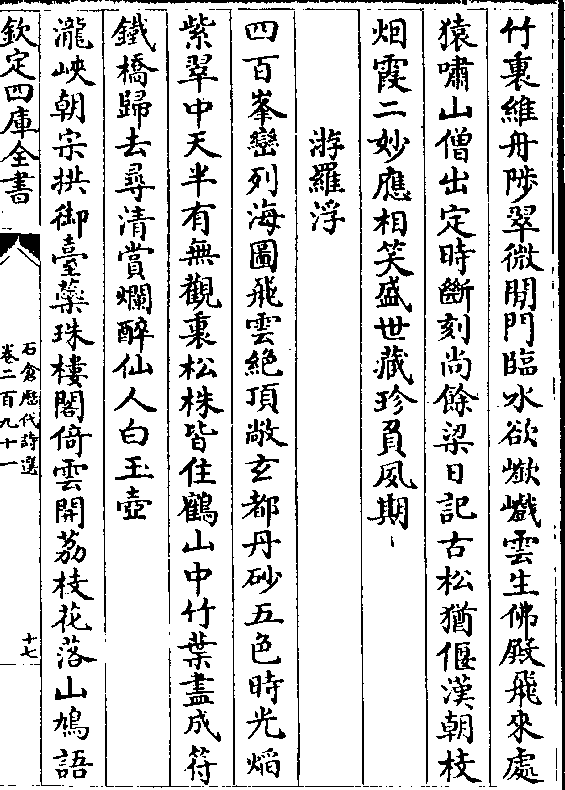 竹裏維舟陟翠微開門臨水欲㠋巇雲生佛殿飛來處
猿嘯山僧出定時斷刻尚餘梁日記古松猶偃漢朝枝
烟霞二妙應相笑盛世藏珍負夙期
游羅浮
四百峯巒列海圖飛雲絕頂敞玄都丹砂五色時光熖
紫翠中天半有無觀裏松株皆住鶴山中竹葉盡成符
鐵橋歸去尋清賞爛醉仙人白玉壺
瀧峽朝宗拱御臺蘂珠樓閣倚雲開荔枝花落山鳩語
欽定四庫全書
石倉歷代詩選
卷二百九十一
十七